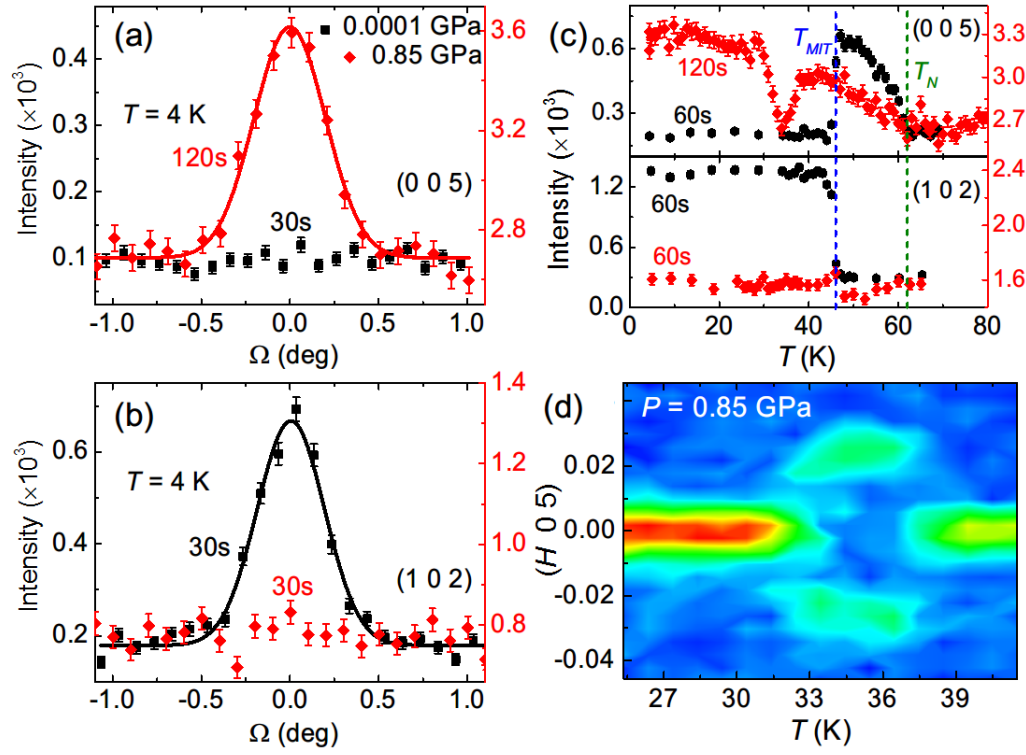 (a)
0.0001 GPa
0.85 GPa
T = 4 K
120s
30s
(0 0 5)
Intensity (×10³)
0.4
0.3
0.2
0.1
3.6
3.2
2.7
-1.0 -0.5 0.0 0.5 1.0
Ω (deg)
(b)
T = 4 K
30s
30s
(1 0 2)
Intensity (×10³)
0.6
0.4
0.2
1.4
1.2
1.0
0.8
-1.0 -0.5 0.0 0.5 1.0
Ω (deg)
(c)
(0 0 5)
T_MIT
T_N
120s
60s
0.6
0.3
3.3
3.0
2.7
Intensity (×10³)
(1 0 2)
60s
60s
1.2
0.6
0.0
2.4
1.6
0 20 40 60 80
T (K)
(d)
P = 0.85 GPa
(H 0 5)
0.02
0.00
-0.02
-0.04
27 30 33 36 39
T (K)